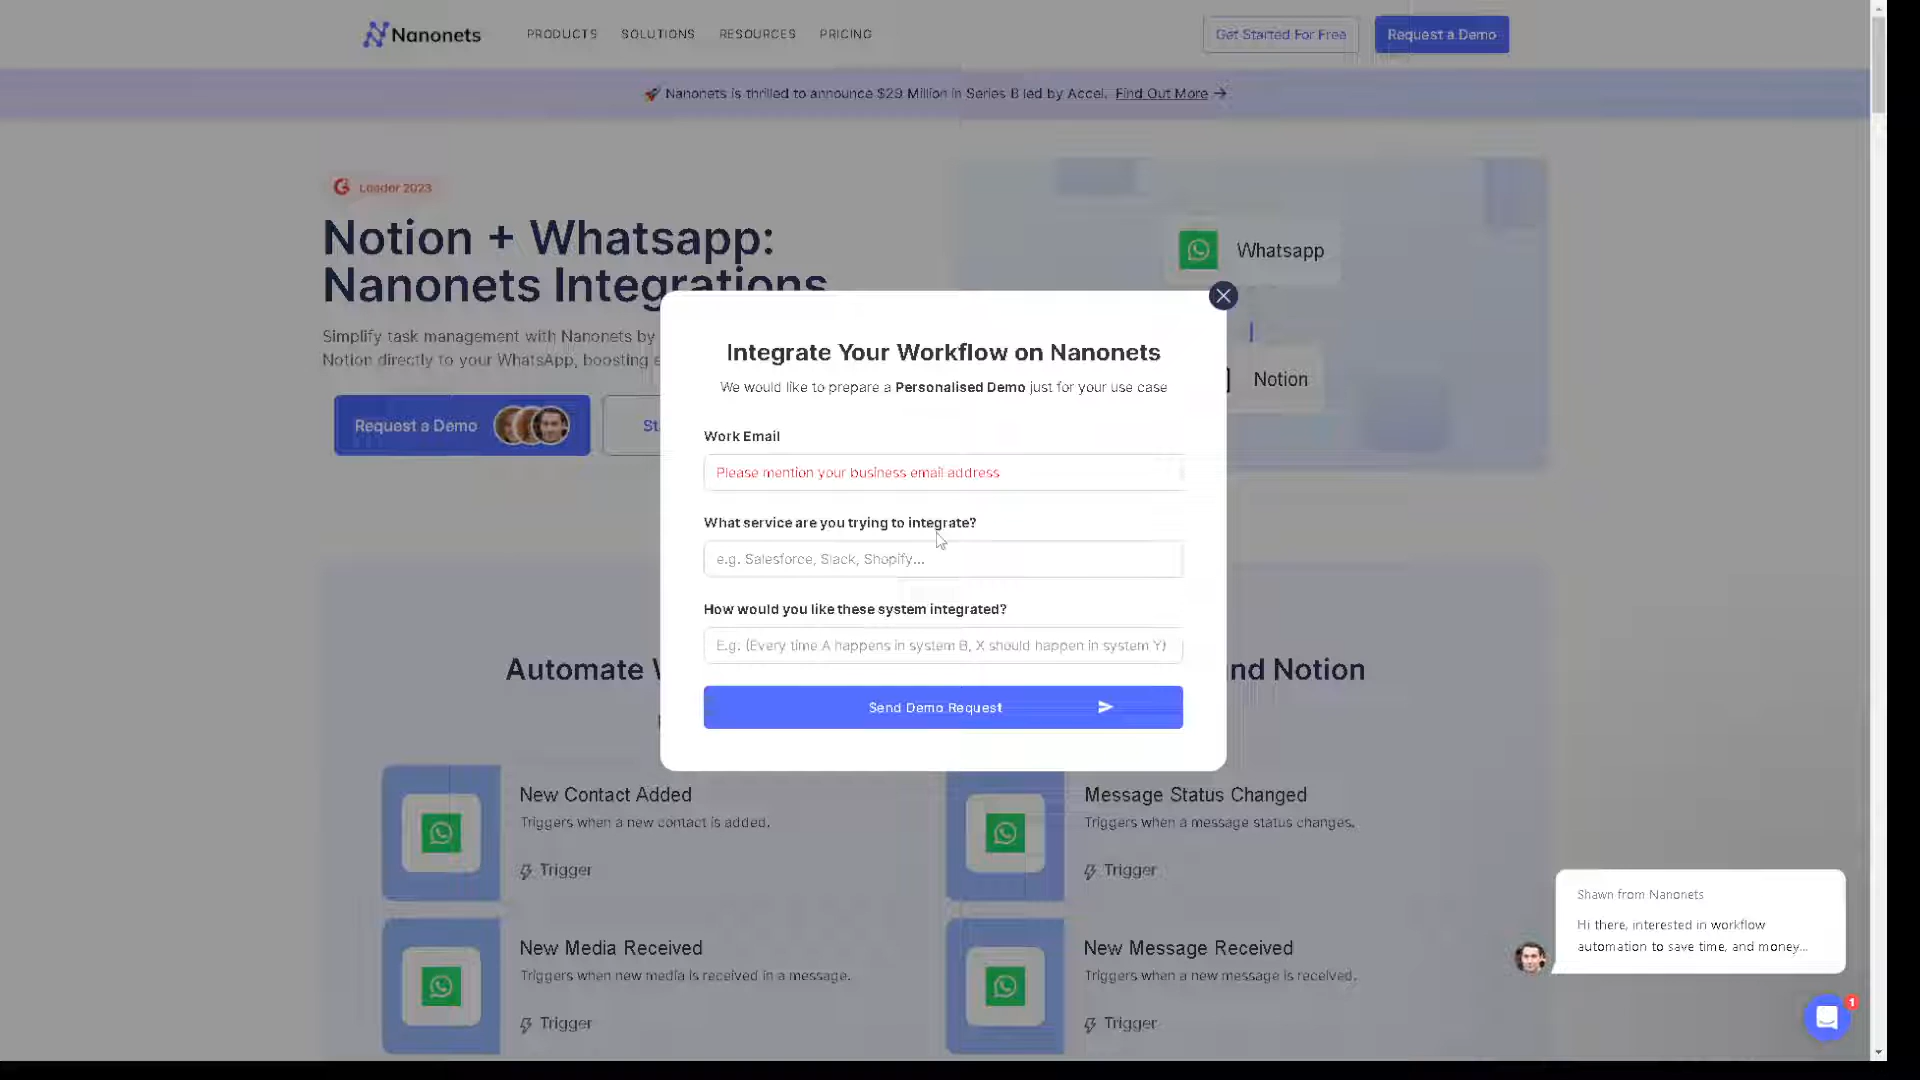 Nanonets
PRODUCTS SOLUTIONS RESOURCES PRICING
Get Started For Free
Request a Demo
🚀 Nanonets is thrilled to announce $29 Million in Series B led by Accel. Find Out More →
Leader 2023
Notion + Whatsapp:
Nanonets Integrations
Simplify task management with Nanonets by
Notion directly to your WhatsApp, boosting
Request a Demo
Whatsapp
Notion
Integrate Your Workflow on Nanonets
We would like to prepare a Personalised Demo just for your use case
Work Email
Please mention your business email address
What service are you trying to integrate?
e.g. Salesforce, Slack, Shopify...
How would you like these system integrated?
E.g. (Every time A happens in system B, X should happen in system Y)
Send Demo Request
Automate
nd Notion
New Contact Added
Triggers when a new contact is added.
Trigger
Message Status Changed
Triggers when a message status changes.
Trigger
New Media Received
Triggers when new media is received in a message.
Trigger
New Message Received
Triggers when a new message is received.
Trigger
Shawn from Nanonets
Hi there, interested in workflow
automation to save time, and money...
1